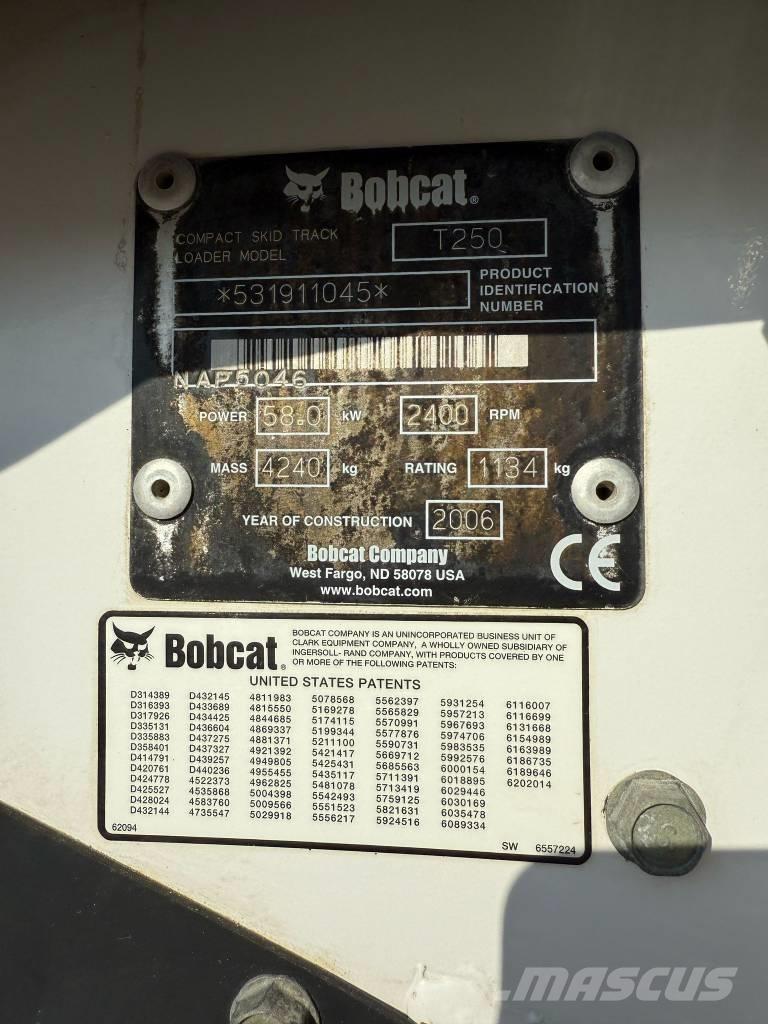 Bobcat®
COMPACT SKID TRACK
LOADER MODEL
T250
*531911045*
PRODUCT
IDENTIFICATION
NUMBER
NAP5046
POWER 58.0 kW 2400 RPM
MASS 4240 kg RATING 1134 kg
YEAR OF CONSTRUCTION 2006
Bobcat Company
West Fargo, ND 58078 USA
www.bobcat.com
CE
Bobcat®
BOBCAT COMPANY IS AN UNINCORPORATED BUSINESS UNIT OF
CLARK EQUIPMENT COMPANY, A WHOLLY OWNED SUBSIDIARY OF
INGERSOLL- RAND COMPANY, WITH PRODUCTS COVERED BY ONE
OR MORE OF THE FOLLOWING PATENTS:
UNITED STATES PATENTS
D314389 D432145 4811983 5078568 5562397 5931254 6116007
D316393 D433689 4815550 5169278 5565829 5957213 6116699
D317926 D434425 4844685 5174115 5570991 5967693 6131668
D335131 D436604 4869337 5199344 5577876 5974706 6154989
D335883 D437275 4881371 5211100 5590731 5983535 6163989
D358401 D437327 4921392 5421417 5669712 5992576 6186735
D414791 D439257 4949805 5425431 5685563 6000154 6189646
D420761 D440236 4955455 5435117 5711391 6018895 6202014
D424778 4522373 4962825 5481078 5713419 6029446
D425527 4535868 5004398 5542493 5759125 6030169
D428024 4583760 5009566 5551523 5821631 6035478
D432144 4735547 5029918 5556217 5924516 6089334
62094
SW 6557224
MASCUS